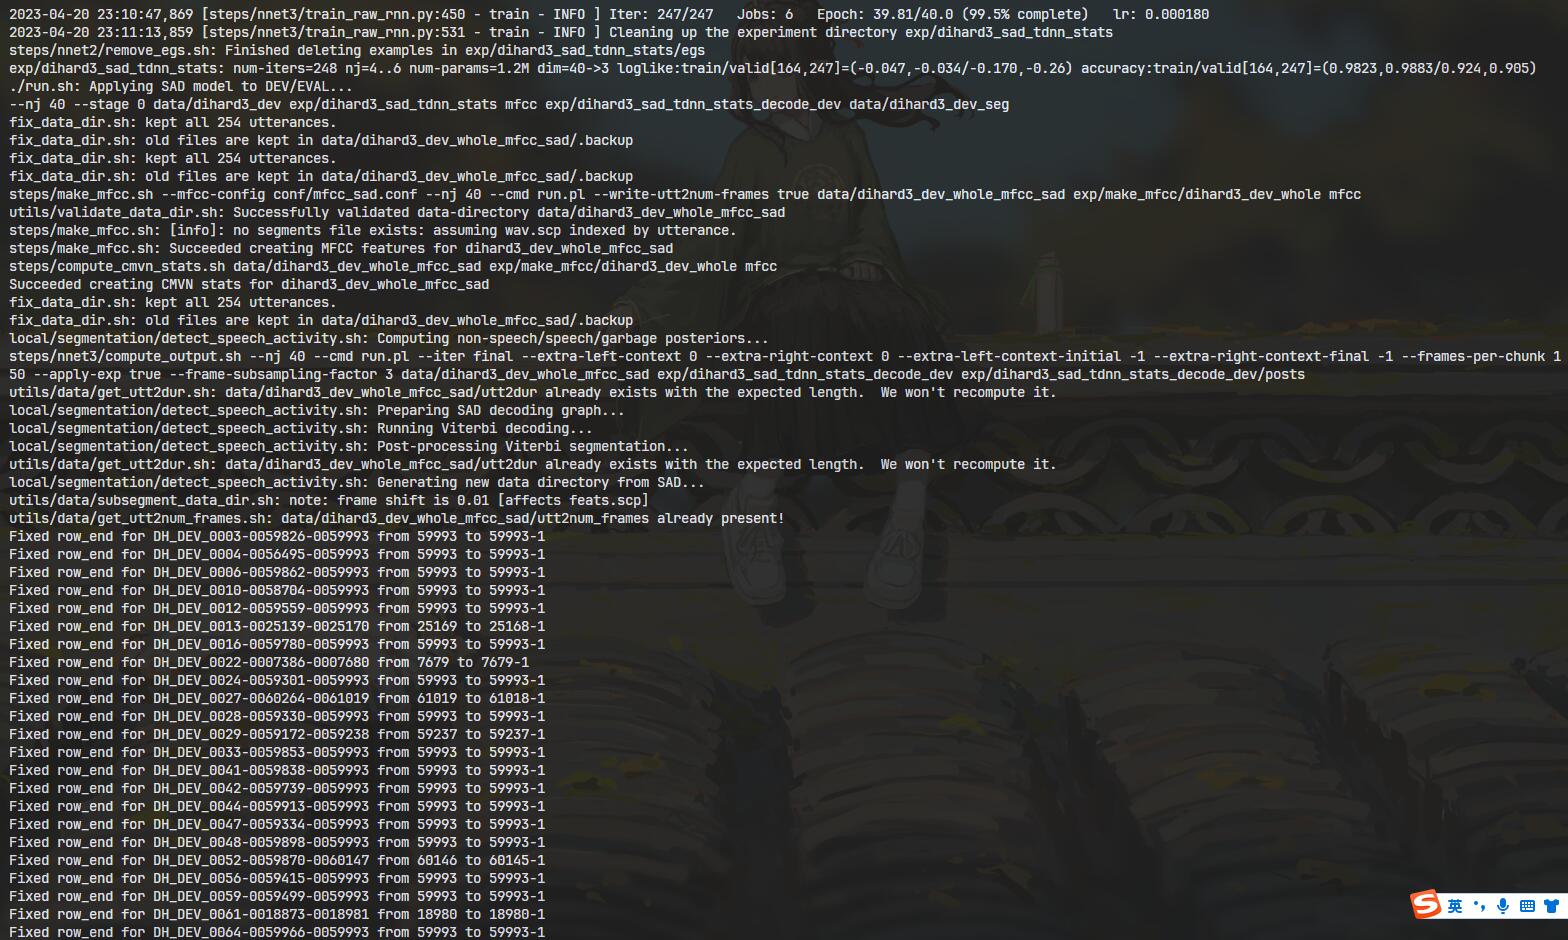 2023-04-20 23:10:47,869 [steps/nnet3/train_raw_rnn.py:450 - train - INFO ] Iter: 247/247   Jobs: 6   Epoch: 39.81/40.0 (99.5% complete)   lr: 0.000180
2023-04-20 23:11:13,859 [steps/nnet3/train_raw_rnn.py:531 - train - INFO ] Cleaning up the experiment directory exp/dihard3_sad_tdnn_stats
steps/nnet2/remove_egs.sh: Finished deleting examples in exp/dihard3_sad_tdnn_stats/egs
exp/dihard3_sad_tdnn_stats: num-iters=248 nj=4..6 num-params=1.2M dim=40->3 loglike:train/valid[164,247]=(-0.047,-0.034/-0.170,-0.26) accuracy:train/valid[164,247]=(0.9823,0.9883/0.924,0.905)
./run.sh: Applying SAD model to DEV/EVAL...
--nj 40 --stage 0 data/dihard3_dev exp/dihard3_sad_tdnn_stats mfcc exp/dihard3_sad_tdnn_stats_decode_dev data/dihard3_dev_seg
fix_data_dir.sh: kept all 254 utterances.
fix_data_dir.sh: old files are kept in data/dihard3_dev_whole_mfcc_sad/.backup
fix_data_dir.sh: kept all 254 utterances.
fix_data_dir.sh: old files are kept in data/dihard3_dev_whole_mfcc_sad/.backup
steps/make_mfcc.sh --mfcc-config conf/mfcc_sad.conf --nj 40 --cmd run.pl --write-utt2num-frames true data/dihard3_dev_whole_mfcc_sad exp/make_mfcc/dihard3_dev_whole mfcc
utils/validate_data_dir.sh: Successfully validated data-directory data/dihard3_dev_whole_mfcc_sad
steps/make_mfcc.sh: [info]: no segments file exists: assuming wav.scp indexed by utterance.
steps/make_mfcc.sh: Succeeded creating MFCC features for dihard3_dev_whole_mfcc_sad
steps/compute_cmvn_stats.sh data/dihard3_dev_whole_mfcc_sad exp/make_mfcc/dihard3_dev_whole mfcc
Succeeded creating CMVN stats for dihard3_dev_whole_mfcc_sad
fix_data_dir.sh: kept all 254 utterances.
fix_data_dir.sh: old files are kept in data/dihard3_dev_whole_mfcc_sad/.backup
local/segmentation/detect_speech_activity.sh: Computing non-speech/speech/garbage posteriors...
steps/nnet3/compute_output.sh --nj 40 --cmd run.pl --iter final --extra-left-context 0 --extra-right-context 0 --extra-left-context-initial -1 --extra-right-context-final -1 --frames-per-chunk 1
50 --apply-exp true --frame-subsampling-factor 3 data/dihard3_dev_whole_mfcc_sad exp/dihard3_sad_tdnn_stats_decode_dev exp/dihard3_sad_tdnn_stats_decode_dev/posts
utils/data/get_utt2dur.sh: data/dihard3_dev_whole_mfcc_sad/utt2dur already exists with the expected length.  We won't recompute it.
local/segmentation/detect_speech_activity.sh: Preparing SAD decoding graph...
local/segmentation/detect_speech_activity.sh: Running Viterbi decoding...
local/segmentation/detect_speech_activity.sh: Post-processing Viterbi segmentation...
utils/data/get_utt2dur.sh: data/dihard3_dev_whole_mfcc_sad/utt2dur already exists with the expected length.  We won't recompute it.
local/segmentation/detect_speech_activity.sh: Generating new data directory from SAD...
utils/data/subsegment_data_dir.sh: note: frame shift is 0.01 [affects feats.scp]
utils/data/get_utt2num_frames.sh: data/dihard3_dev_whole_mfcc_sad/utt2num_frames already present!
Fixed row_end for DH_DEV_0003-0059826-0059993 from 59993 to 59993-1
Fixed row_end for DH_DEV_0004-0056495-0059993 from 59993 to 59993-1
Fixed row_end for DH_DEV_0006-0059862-0059993 from 59993 to 59993-1
Fixed row_end for DH_DEV_0010-0058704-0059993 from 59993 to 59993-1
Fixed row_end for DH_DEV_0012-0059559-0059993 from 59993 to 59993-1
Fixed row_end for DH_DEV_0013-0025139-0025170 from 25169 to 25168-1
Fixed row_end for DH_DEV_0016-0059780-0059993 from 59993 to 59993-1
Fixed row_end for DH_DEV_0022-0007386-0007680 from 7679 to 7679-1
Fixed row_end for DH_DEV_0024-0059301-0059993 from 59993 to 59993-1
Fixed row_end for DH_DEV_0027-0060264-0061019 from 61019 to 61018-1
Fixed row_end for DH_DEV_0028-0059330-0059993 from 59993 to 59993-1
Fixed row_end for DH_DEV_0029-0059172-0059238 from 59237 to 59237-1
Fixed row_end for DH_DEV_0033-0059853-0059993 from 59993 to 59993-1
Fixed row_end for DH_DEV_0041-0059838-0059993 from 59993 to 59993-1
Fixed row_end for DH_DEV_0042-0059739-0059993 from 59993 to 59993-1
Fixed row_end for DH_DEV_0044-0059913-0059993 from 59993 to 59993-1
Fixed row_end for DH_DEV_0047-0059334-0059993 from 59993 to 59993-1
Fixed row_end for DH_DEV_0048-0059898-0059993 from 59993 to 59993-1
Fixed row_end for DH_DEV_0052-0059870-0060147 from 60146 to 60145-1
Fixed row_end for DH_DEV_0056-0059415-0059993 from 59993 to 59993-1
Fixed row_end for DH_DEV_0059-0059499-0059993 from 59993 to 59993-1
Fixed row_end for DH_DEV_0061-0018873-0018981 from 18980 to 18980-1
Fixed row_end for DH_DEV_0064-0059966-0059993 from 59993 to 59993-1
英